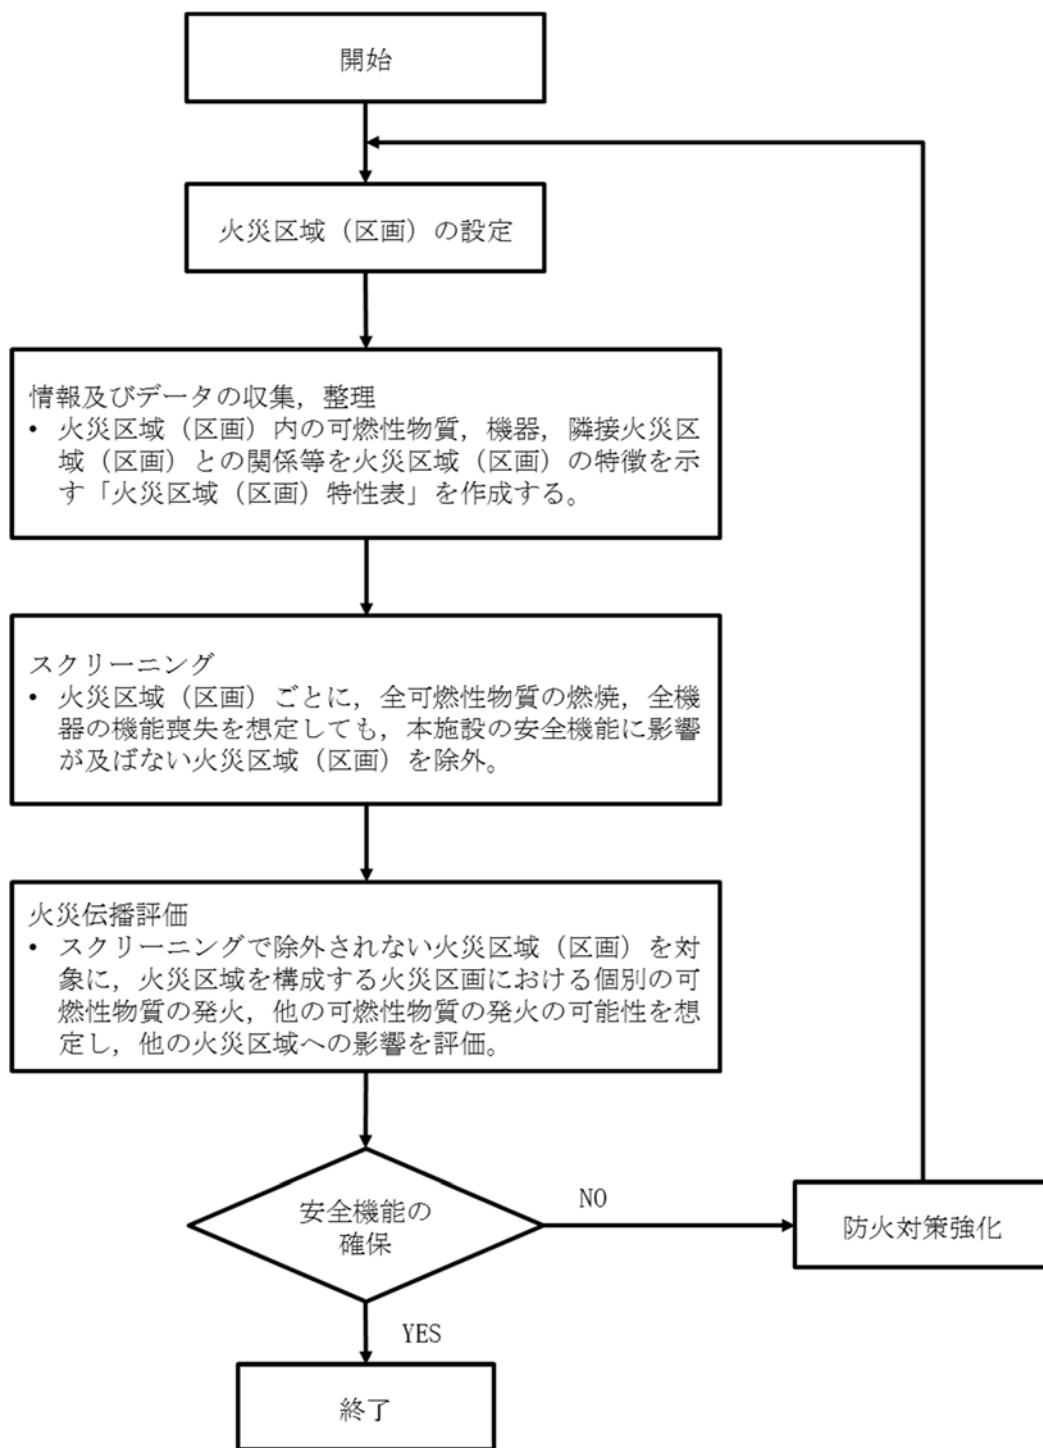 開始
火災区域（区画）の設定
情報及びデータの収集，整理
• 火災区域（区画）内の可燃性物質，機器，隣接火災区
域（区画）との関係等を火災区域（区画）の特徴を示
す「火災区域（区画）特性表」を作成する。
スクリーニング
• 火災区域（区画）ごとに，全可燃性物質の燃焼，全機
器の機能喪失を想定しても，本施設の安全機能に影響
が及ばない火災区域（区画）を除外。
火災伝播評価
• スクリーニングで除外されない火災区域（区画）を対
象に，火災区域を構成する火災区画における個別の可
燃性物質の発火，他の可燃性物質の発火の可能性を想
定し，他の火災区域への影響を評価。
安全機能の
確保
NO
防火対策強化
YES
終了